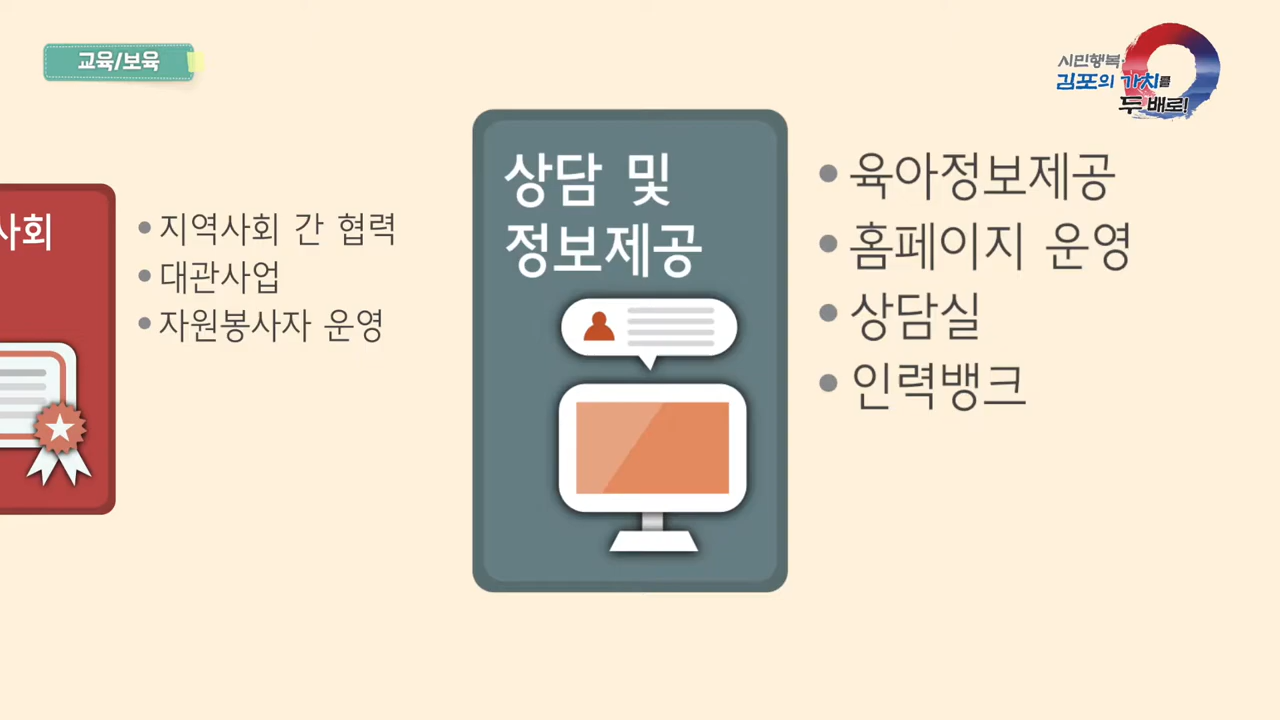 교육/보육
시민행복
김포의 가치를
두 배로!
사회
지역사회 간 협력
대관사업
자원봉사자 운영
상담 및
정보제공
육아정보제공
홈페이지 운영
상담실
인력뱅크